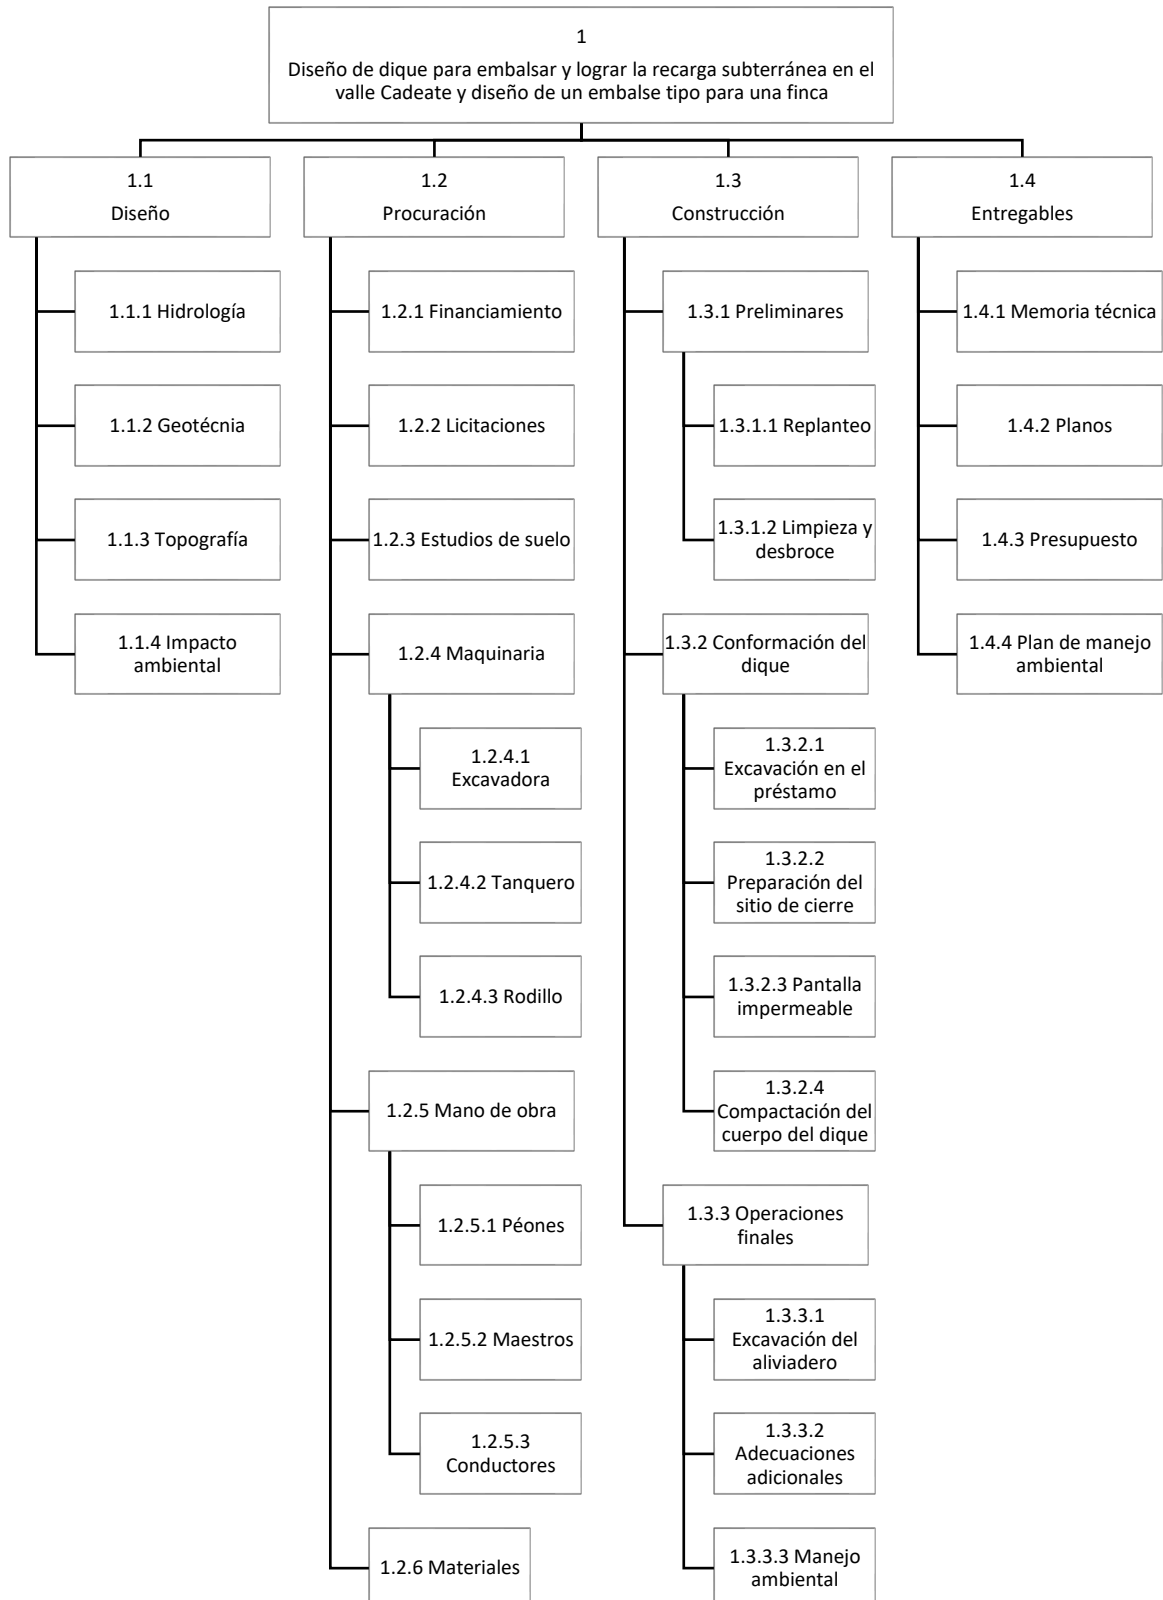 1
Diseño de dique para embalsar y lograr la recarga subterránea en el
valle Cadeate y diseño de un embalse tipo para una finca
1.1
Diseño
1.1.1 Hidrología
1.1.2 Geotécnia
1.1.3 Topografía
1.1.4 Impacto
ambiental
1.2
Procuración
1.2.1 Financiamiento
1.2.2 Licitaciones
1.2.3 Estudios de suelo
1.2.4 Maquinaria
1.2.4.1
Excavadora
1.2.4.2 Tanquero
1.2.4.3 Rodillo
1.2.5 Mano de obra
1.2.5.1 Péones
1.2.5.2 Maestros
1.2.5.3
Conductores
1.2.6 Materiales
1.3
Construcción
1.3.1 Preliminares
1.3.1.1 Replanteo
1.3.1.2 Limpieza y
desbroce
1.3.2 Conformación del
dique
1.3.2.1
Excavación en el
préstamo
1.3.2.2
Preparación del
sitio de cierre
1.3.2.3 Pantalla
impermeable
1.3.2.4
Compactación del
cuerpo del dique
1.3.3 Operaciones
finales
1.3.3.1
Excavación del
aliviadero
1.3.3.2
Adecuaciones
adicionales
1.3.3.3 Manejo
ambiental
1.4
Entregables
1.4.1 Memoria técnica
1.4.2 Planos
1.4.3 Presupuesto
1.4.4 Plan de manejo
ambiental